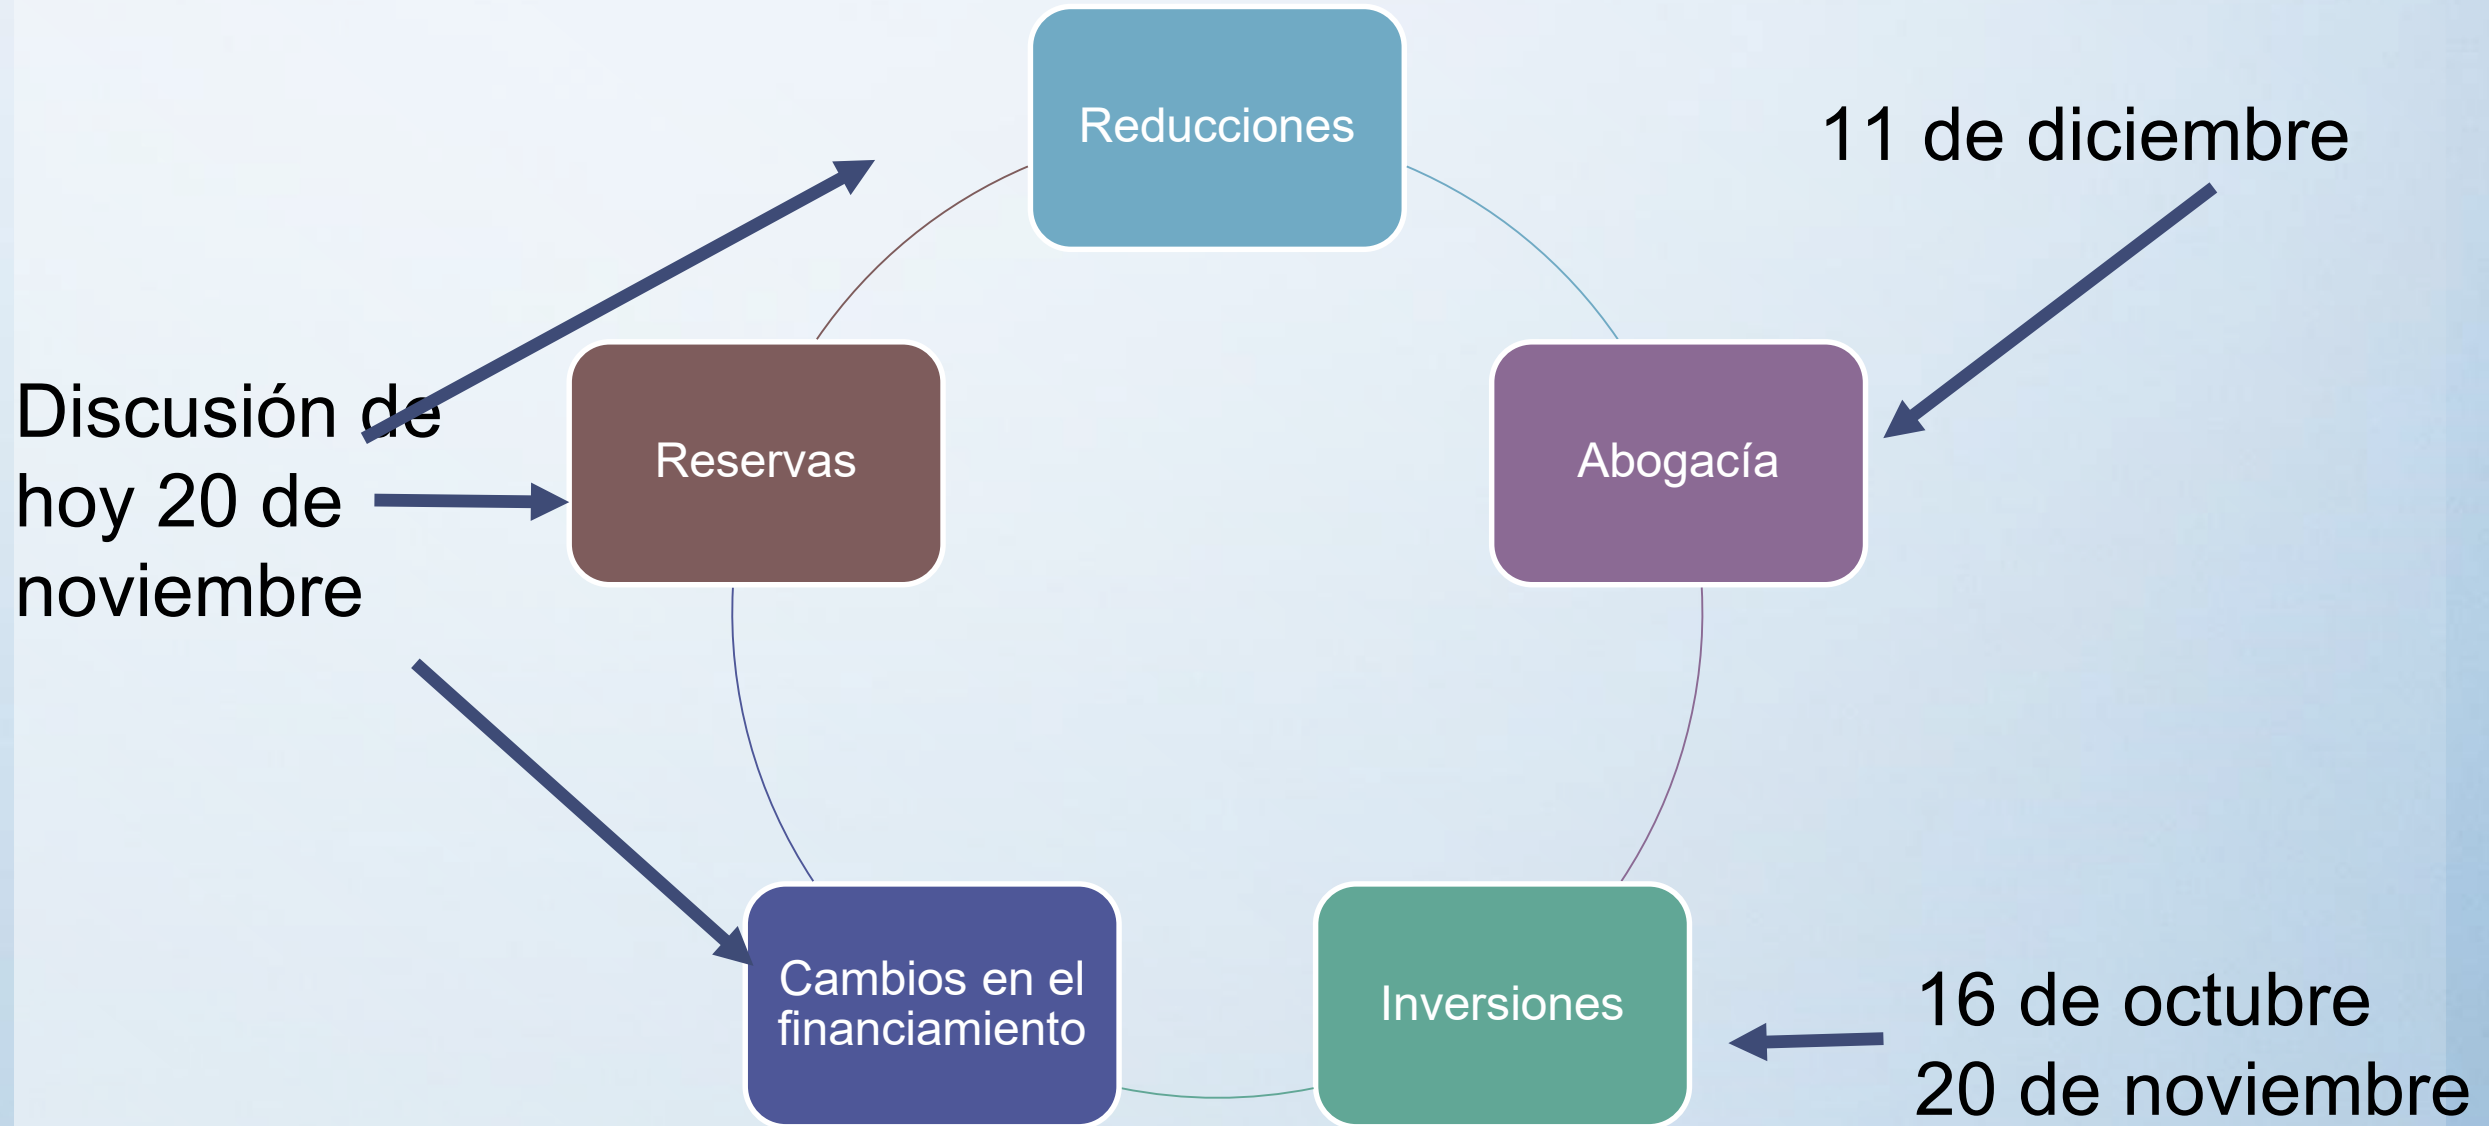 Reducciones
11 de diciembre
Discusión de
hoy 20 de
noviembre
Reservas
Abogacía
Cambios en el
financiamiento
Inversiones
16 de octubre
20 de noviembre